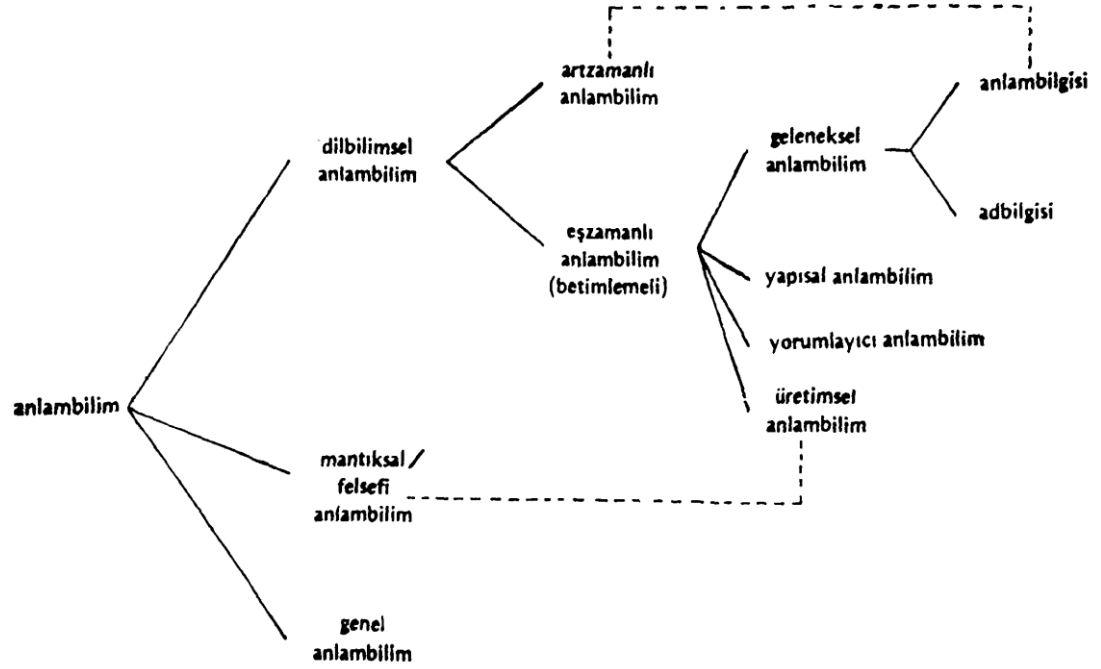 artzamanlı
anlambilim
anlambilgisi
dilbilimsel
anlambilim
geleneksel
anlambilim
adbilgisi
eşzamanlı
anlambilim
(betimlemeli)
yapısal anlambilim
yorumlayıcı anlambilim
üretimsel
anlambilim
anlambilim
mantıksal/
felsefi
anlambilim
genel
anlambilim